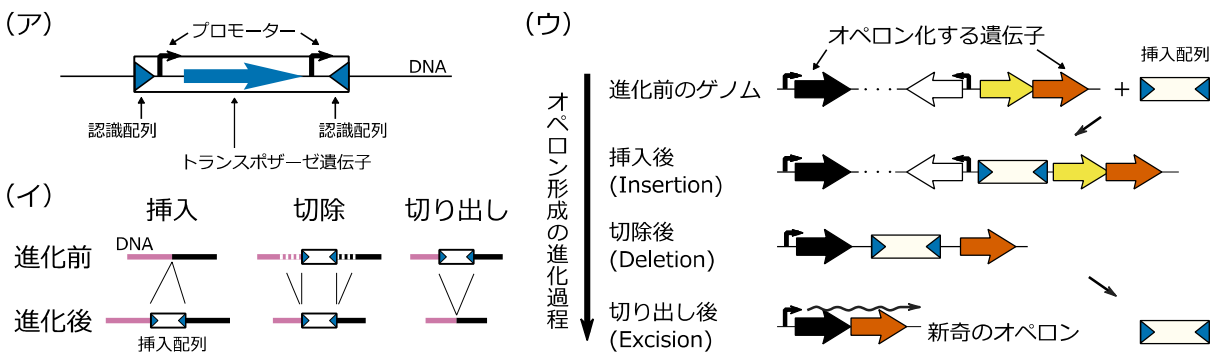 (ア)
プロモーター
DNA
認識配列
認識配列
トランスポザーゼ遺伝子
(イ)
挿入
切除
切り出し
進化前
DNA
進化後
挿入配列
(ウ)
オペロン化する遺伝子
挿入配列
オペロン形成の進化過程
進化前のゲノム
+
挿入後
(Insertion)
切除後
(Deletion)
切り出し後
(Excision)
新奇のオペロン